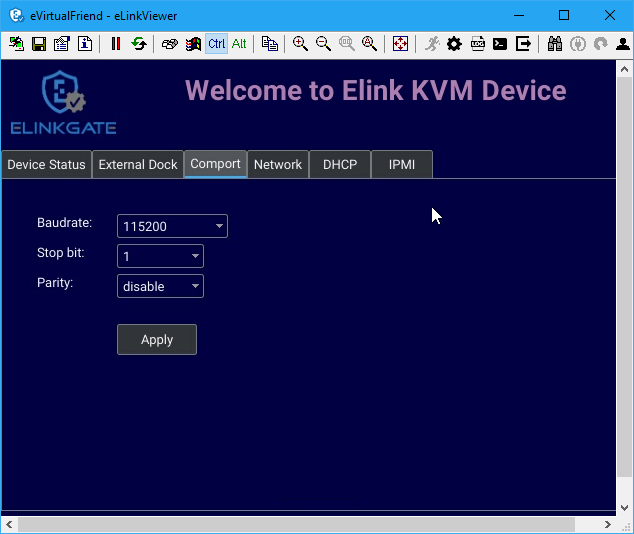 eVirtualFriend - eLinkViewer
Ctrl Alt
Welcome to Elink KVM Device
ELINKGATE
Device Status External Dock Comport Network DHCP IPMI
Baudrate: 115200
Stop bit: 1
Parity: disable
Apply